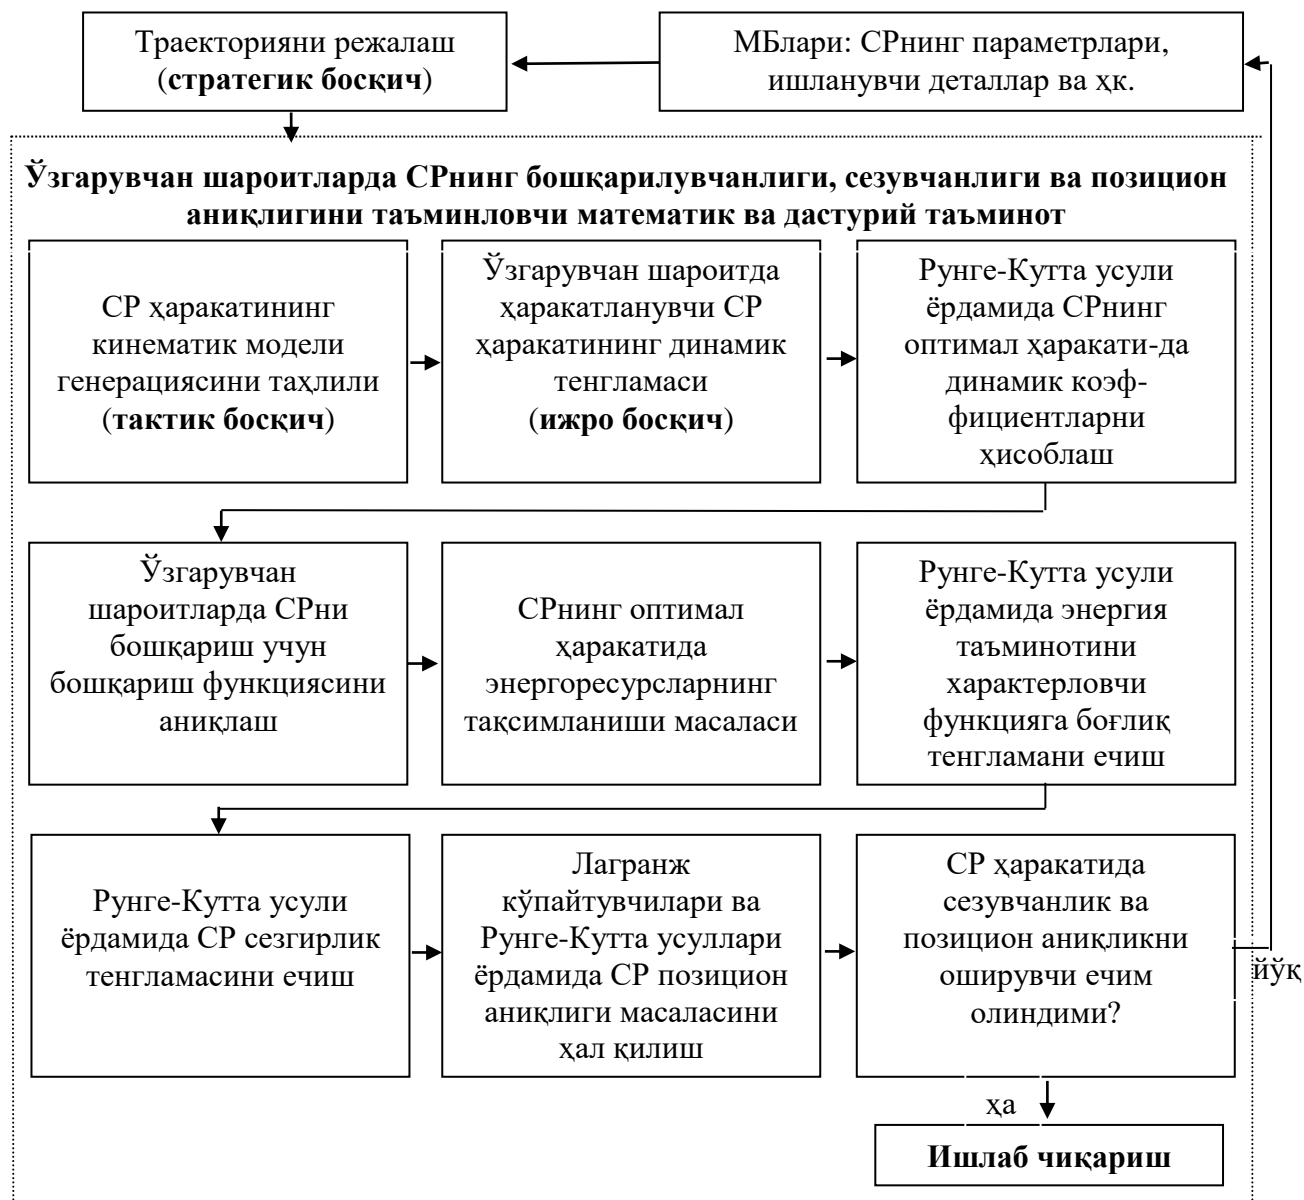 Траекторияни режалаш
(стратегик босқич)
МБлари: СРнинг параметрлари,
ишланувчи деталлар ва ҳк.
Ўзгарувчан шароитларда СРнинг бошқарилувчанлиги, сезувчанлиги ва позицион
аниқлигини таъминловчи математик ва дастурий таъминот
СР ҳаракатининг
кинематик модели
генерациясини таҳлили
(тактик босқич)
Ўзгарувчан шароитда
ҳаракатланувчи СР
ҳаракатининг динамик
тенгламаси
(ижро босқич)
Рунге-Кутта усули
ёрдамида СРнинг
оптимал ҳаракати-да
динамик коэф-
фициентларни
ҳисоблаш
Ўзгарувчан
шароитларда СРни
бошқариш учун
бошқариш функциясини
аниқлаш
СРнинг оптимал
ҳаракатида
энергоресурсларнинг
тақсимланиши масаласи
Рунге-Кутта усули
ёрдамида энергия
таъминотини
характерловчи
функцияга боғлиқ
тенгламани ечиш
Рунге-Кутта усули
ёрдамида СР сезгирлик
тенгламасини ечиш
Лагранж
кўпайтувчилари ва
Рунге-Кутта усуллари
ёрдамида СР позицион
аниқлиги масаласини
ҳал қилиш
СР ҳаракатида
сезувчанлик ва
позицион аниқликни
оширувчи ечим
олиндими?
йўқ
ҳа
Ишлаб чиқариш